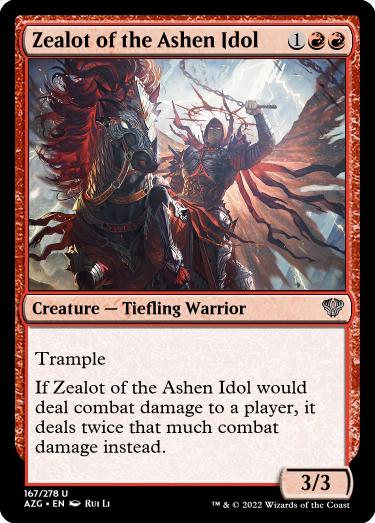 Zealot of the Ashen Idol 1
Creature — Tiefling Warrior
Trample
If Zealot of the Ashen Idol would
deal combat damage to a player, it
deals twice that much combat
damage instead.
3/3
167/278 U
AZG • EN Rui Li
™ & © 2022 Wizards of the Coast